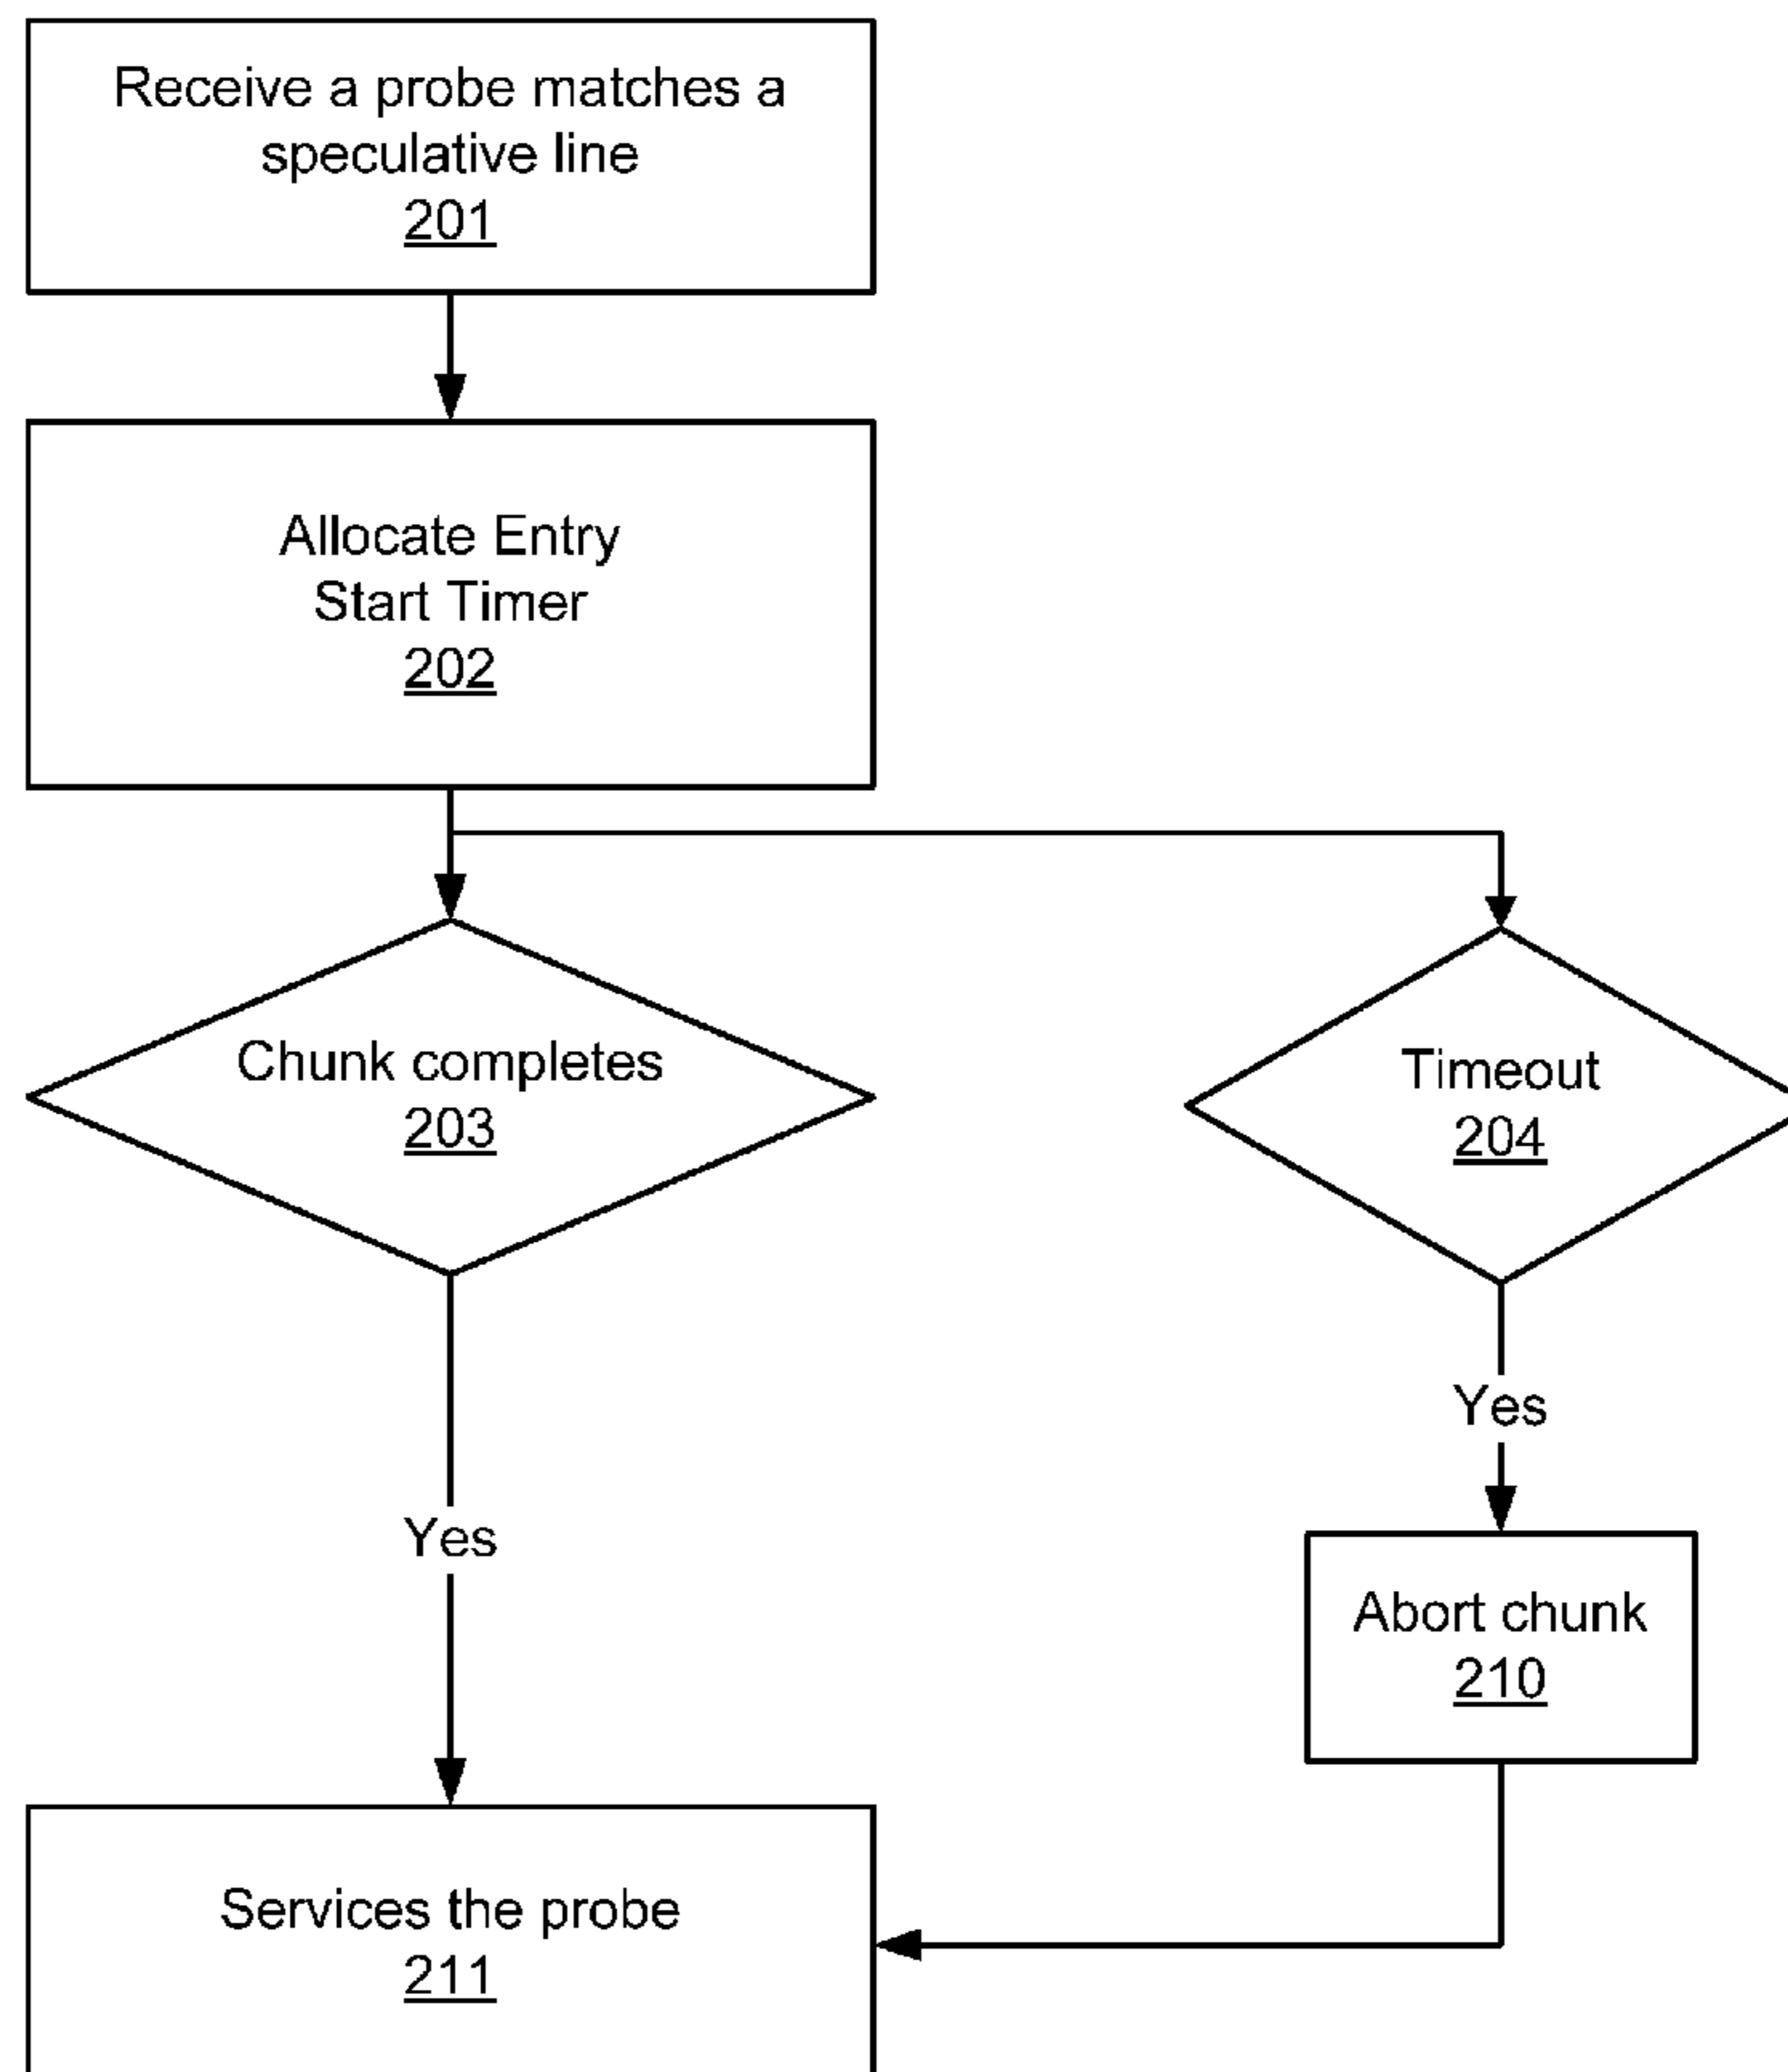 Receive a probe matches a
speculative line
201
Allocate Entry
Start Timer
202
Chunk completes
203
Timeout
204
Yes
Yes
Abort chunk
210
Services the probe
211